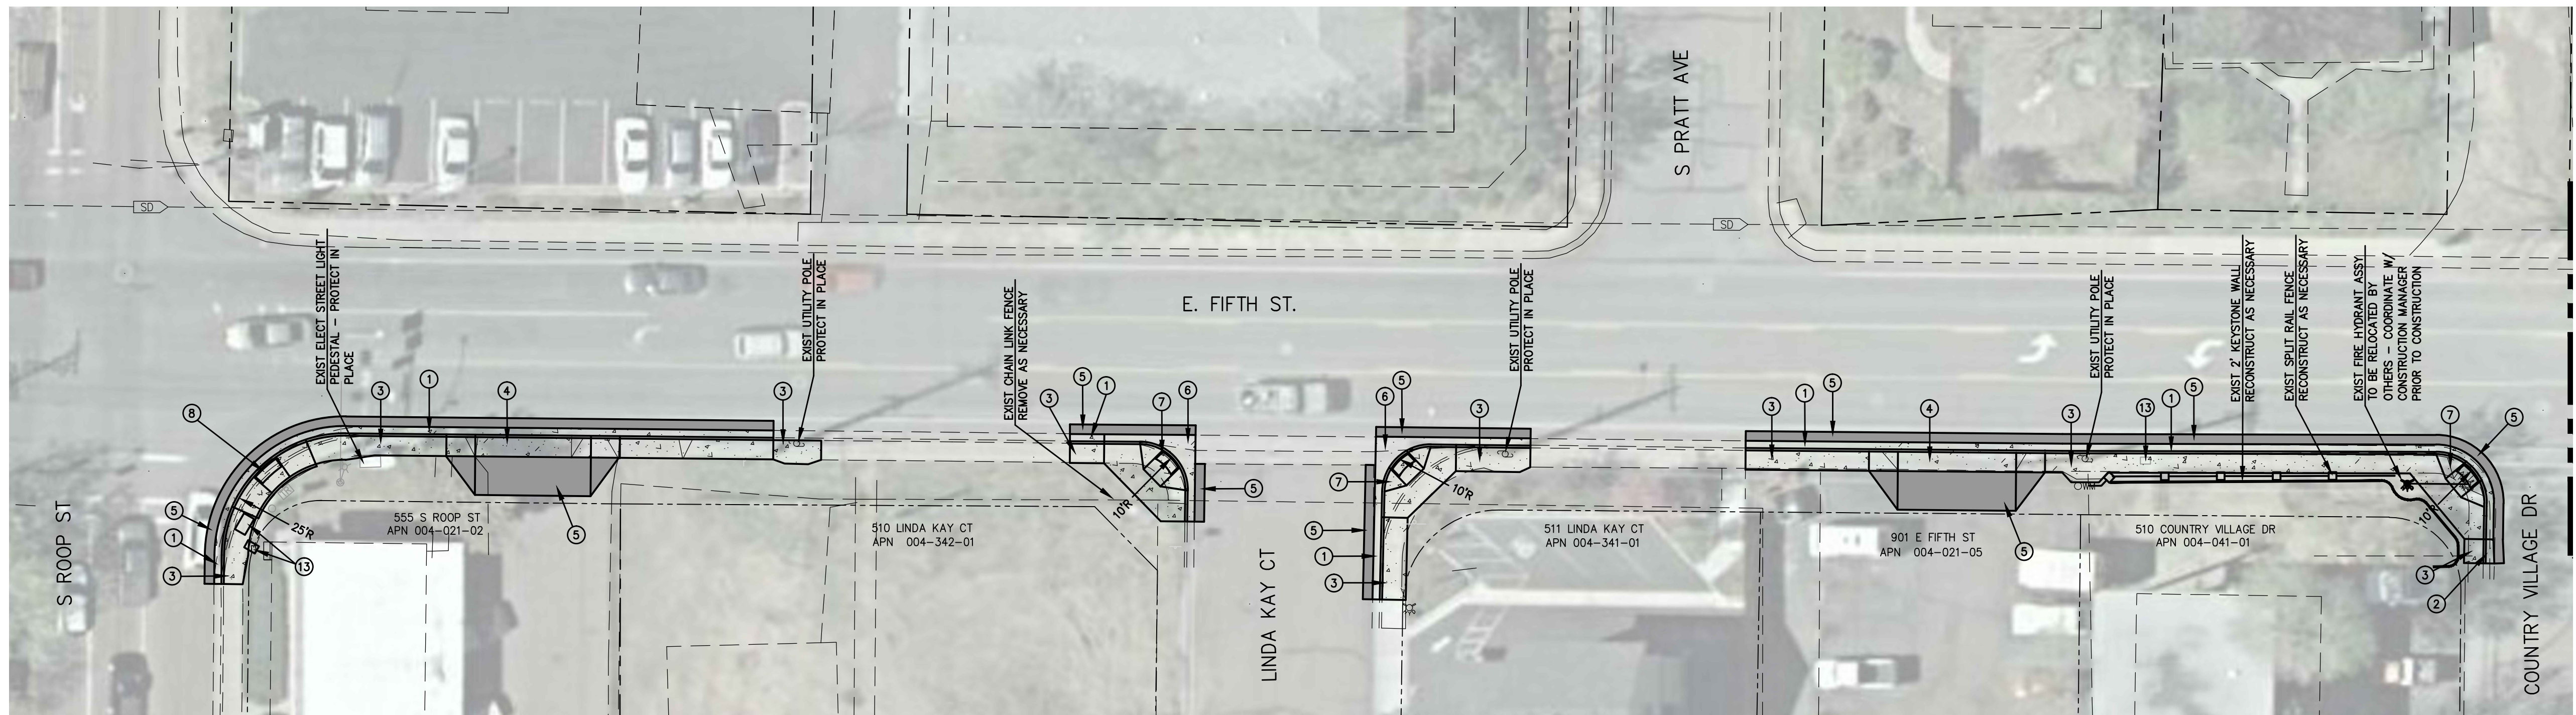 S PRATT AVE
SD
SD
E. FIFTH ST.
EXIST ELECT STREET LIGHT
PEDESTAL – PROTECT IN
PLACE
EXIST UTILITY POLE
PROTECT IN PLACE
EXIST CHAIN LINK FENCE
REMOVE AS NECESSARY
EXIST UTILITY POLE
PROTECT IN PLACE
EXIST UTILITY POLE
PROTECT IN PLACE
EXIST 2' KEYSTONE WALL
RECONSTRUCT AS NECESSARY
EXIST SPLIT RAIL FENCE
RECONSTRUCT AS NECESSARY
EXIST FIRE HYDRANT ASSY
TO BE RELOCATED BY
OTHERS – COORDINATE W/
CONSTRUCTION MANAGER
PRIOR TO CONSTRUCTION
8
3
1
4
3
3
5
1
7
6
6
5
3
3
1
5
4
3
13
1
5
7
5
5
1
3
25'R
13
5
10'R
5
7
10'R
5
1
3
5
WM
10'R
3
2
555 S ROOP ST
APN 004-021-02
510 LINDA KAY CT
APN 004-342-01
511 LINDA KAY CT
APN 004-341-01
901 E FIFTH ST
APN 004-021-05
510 COUNTRY VILLAGE DR
APN 004-041-01
S ROOP ST
LINDA KAY CT
COUNTRY VILLAGE DR